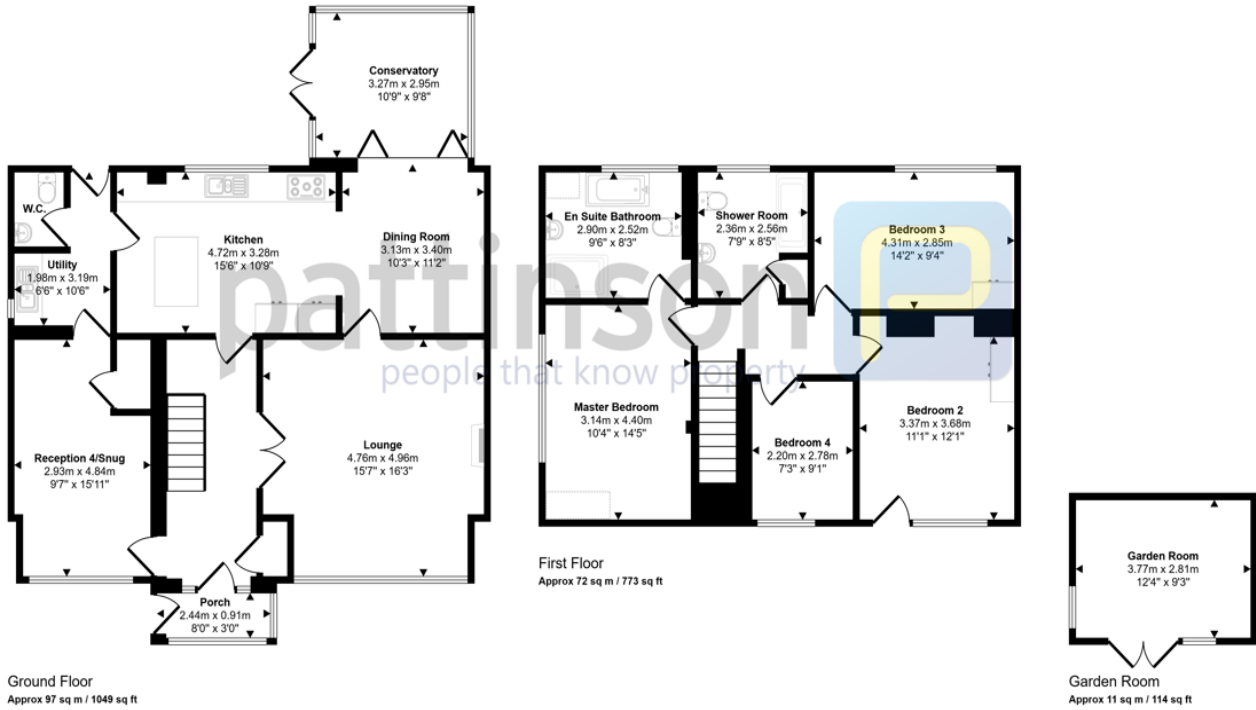 Conservatory
3.27m x 2.95m
10'9" x 9'8"
W.C.
Utility
1.98m x 3.19m
6'6" x 10'6"
Kitchen
4.72m x 3.28m
15'6" x 10'9"
Dining Room
3.13m x 3.40m
10'3" x 11'2"
Reception 4/Snug
2.93m x 4.84m
9'7" x 15'11"
Lounge
4.76m x 4.96m
15'7" x 16'3"
Porch
2.44m x 0.91m
8'0" x 3'0"
Ground Floor
Approx 97 sq m / 1049 sq ft
En Suite Bathroom
2.90m x 2.52m
9'6" x 8'3"
Shower Room
2.36m x 2.56m
7'9" x 8'5"
Bedroom 3
4.31m x 2.85m
14'2" x 9'4"
Master Bedroom
3.14m x 4.40m
10'4" x 14'5"
Bedroom 4
2.20m x 2.78m
7'3" x 9'1"
Bedroom 2
3.37m x 3.68m
11'1" x 12'1"
First Floor
Approx 72 sq m / 773 sq ft
Garden Room
3.77m x 2.81m
12'4" x 9'3"
Garden Room
Approx 11 sq m / 114 sq ft
pattinson
people that know property